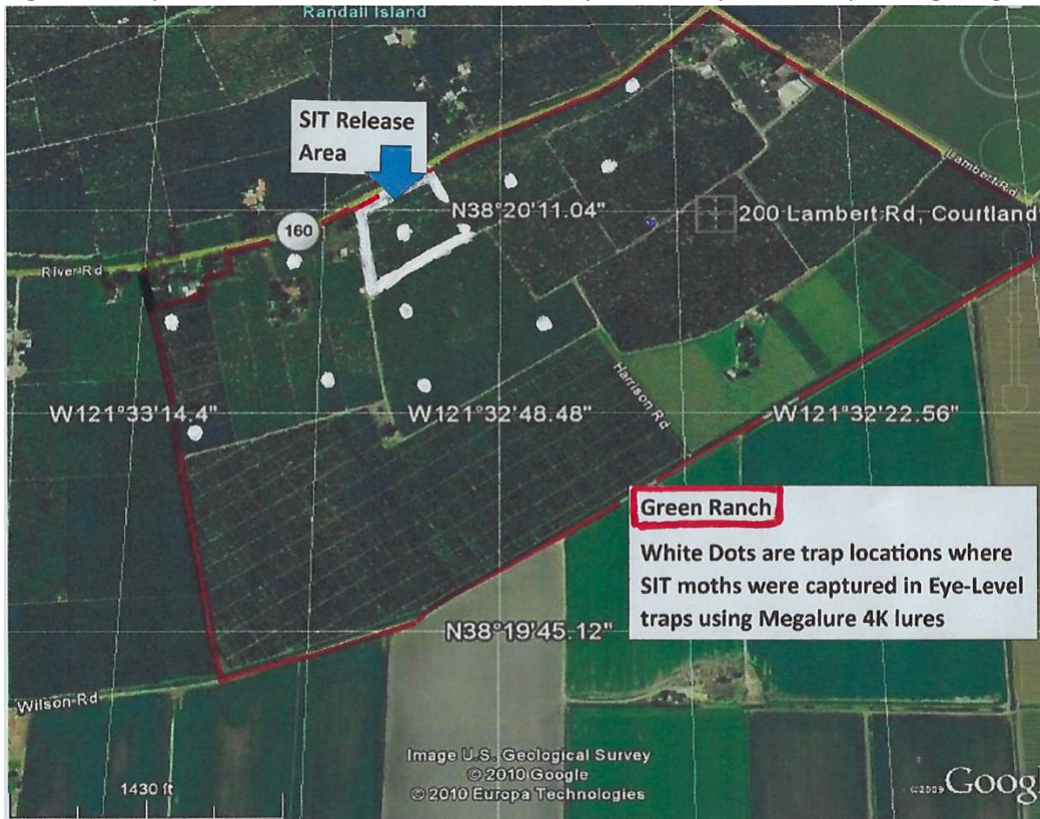 Randall Island
SIT Release
Area
Lambert Rd
N38°20'11.04"
200 Lambert Rd, Courtland
160
River Rd
Harrison Rd
W121°33'14.4"
W121°32'48.48"
W121°32'22.56"
Green Ranch
White Dots are trap locations where
SIT moths were captured in Eye-Level
traps using Megalure 4K lures
N38°19'45.12"
Wilson Rd
Image U.S. Geological Survey
© 2010 Google
© 2010 Europa Technologies
1430 ft
©2009 Google